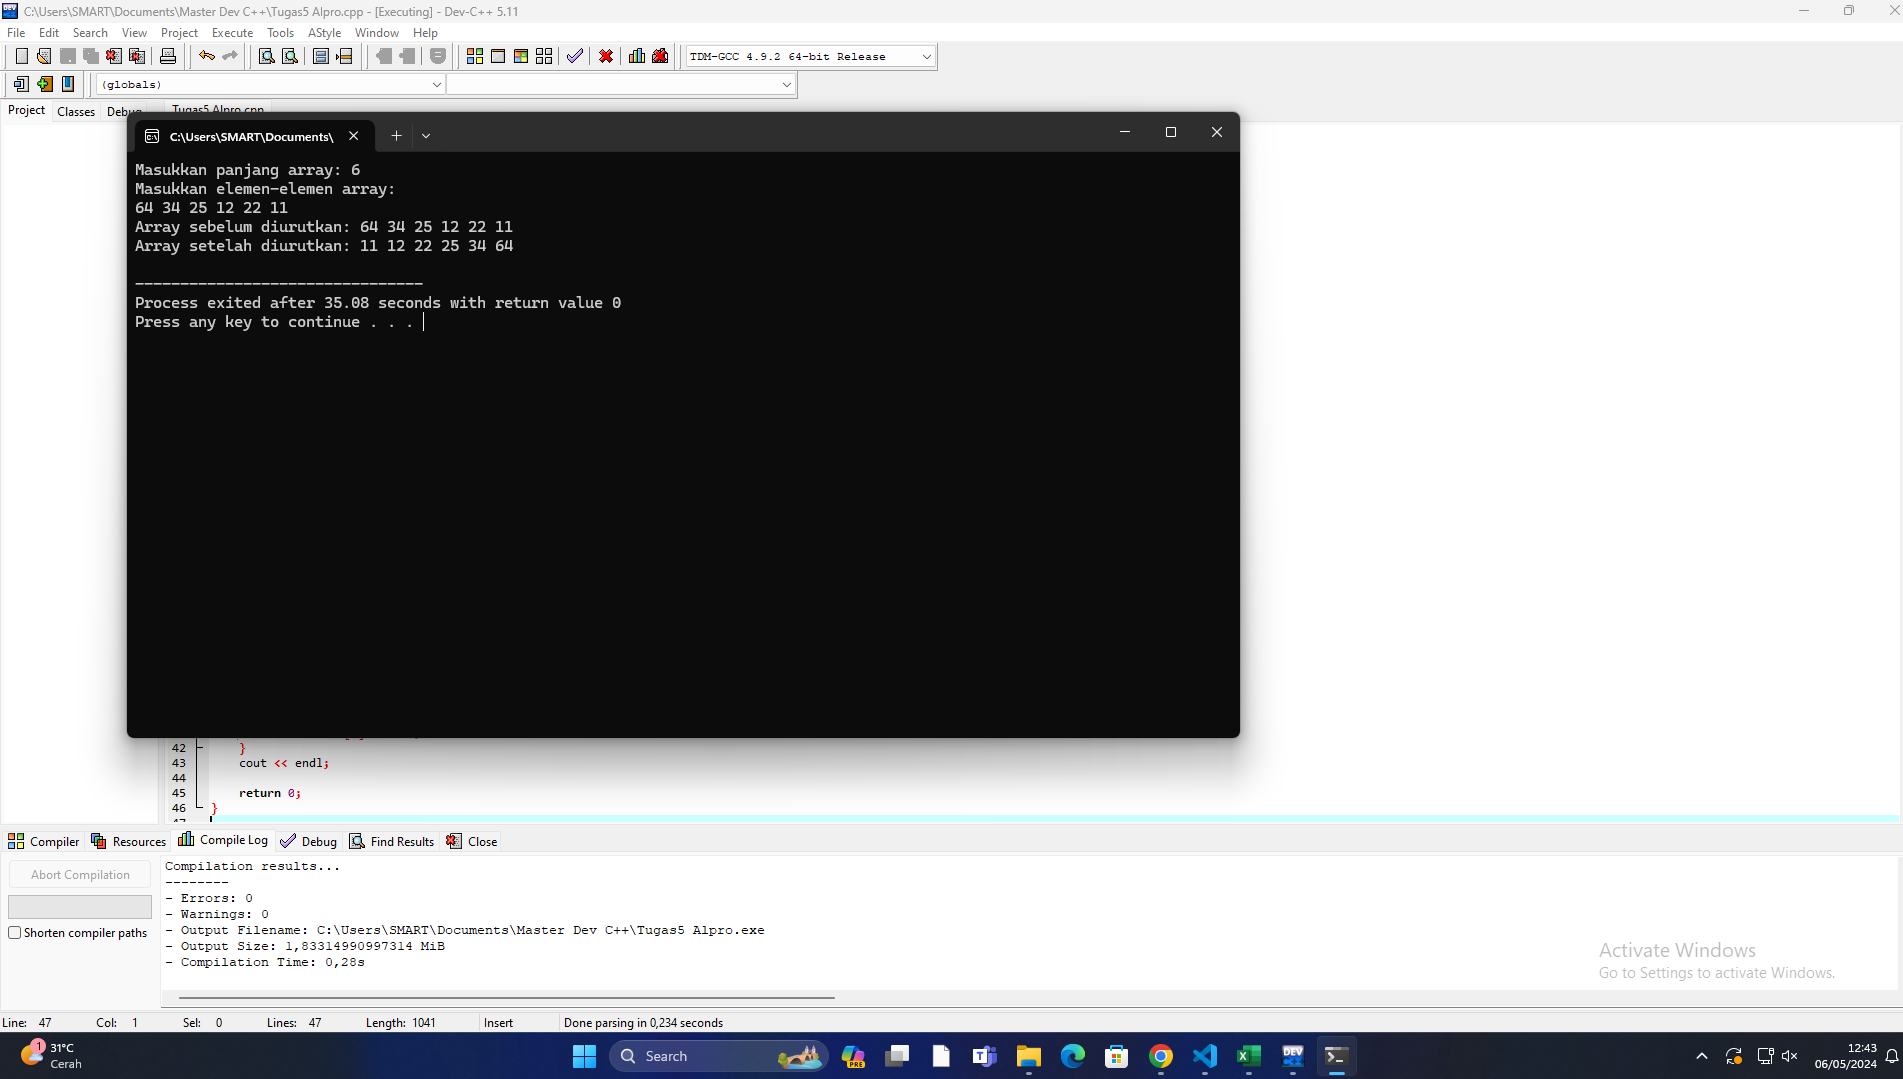 C:\Users\SMART\Documents\Master Dev C++\Tugas5 Alpro.cpp - [Executing] - Dev-C++ 5.11
File Edit Search View Project Execute Tools AStyle Window Help
TDM-GCC 4.9.2 64-bit Release
(globals)
Project Classes Debug Tugas5 Alpro.cpp
C:\Users\SMART\Documents\
Masukkan panjang array: 6
Masukkan elemen-elemen array:
64 34 25 12 22 11
Array sebelum diurutkan: 64 34 25 12 22 11
Array setelah diurutkan: 11 12 22 25 34 64
--------------------------------
Process exited after 35.08 seconds with return value 0
Press any key to continue . . .
42 }
43 cout << endl;
44
45 return 0;
46 }
47
Compiler Resources Compile Log Debug Find Results Close
Abort Compilation
Shorten compiler paths
Compilation results...
--------
- Errors: 0
- Warnings: 0
- Output Filename: C:\Users\SMART\Documents\Master Dev C++\Tugas5 Alpro.exe
- Output Size: 1,83314990997314 MiB
- Compilation Time: 0,28s
Activate Windows
Go to Settings to activate Windows.
Line: 47 Col: 1 Sel: 0 Lines: 47 Length: 1041 Insert Done parsing in 0,234 seconds
1
31°C
Cerah
Search
PRE
DEV
12:43
06/05/2024